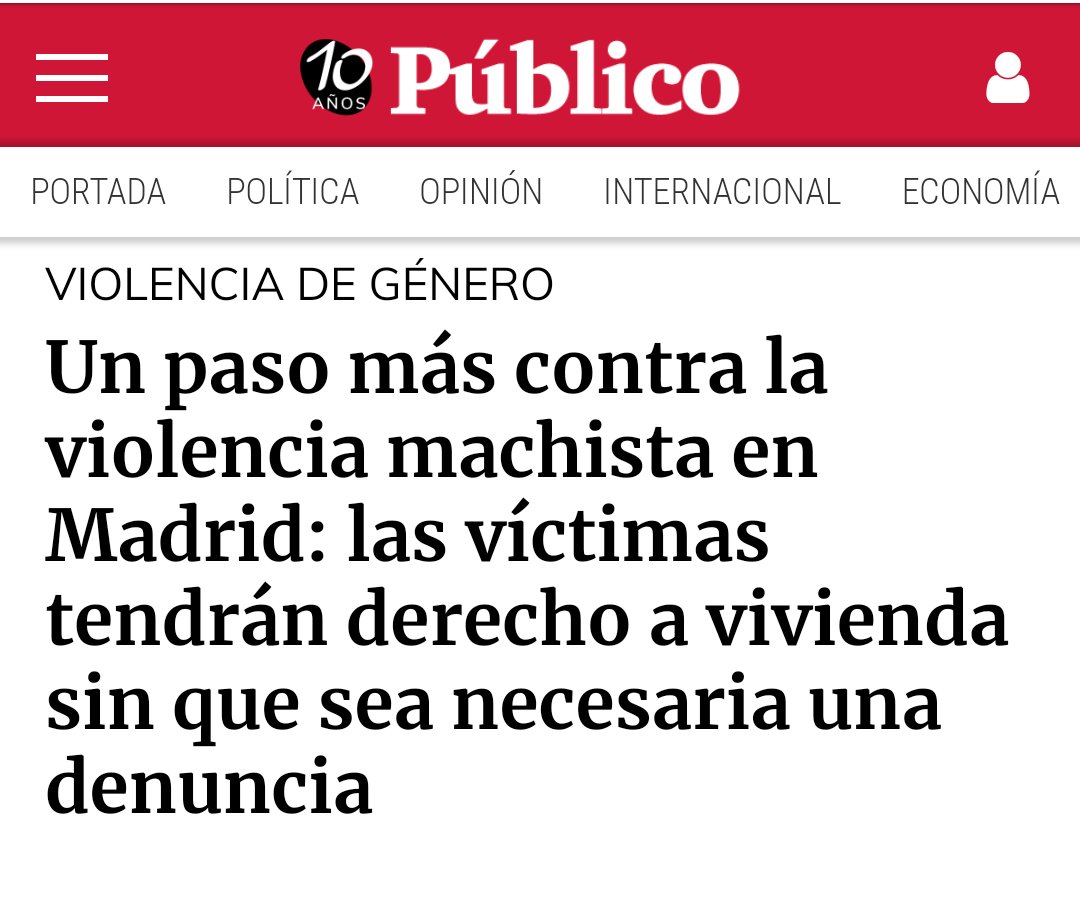 10
AÑOS
Público
PORTADA POLÍTICA OPINIÓN INTERNACIONAL ECONOMÍA
VIOLENCIA DE GÉNERO
Un paso más contra la
violencia machista en
Madrid: las víctimas
tendrán derecho a vivienda
sin que sea necesaria una
denuncia